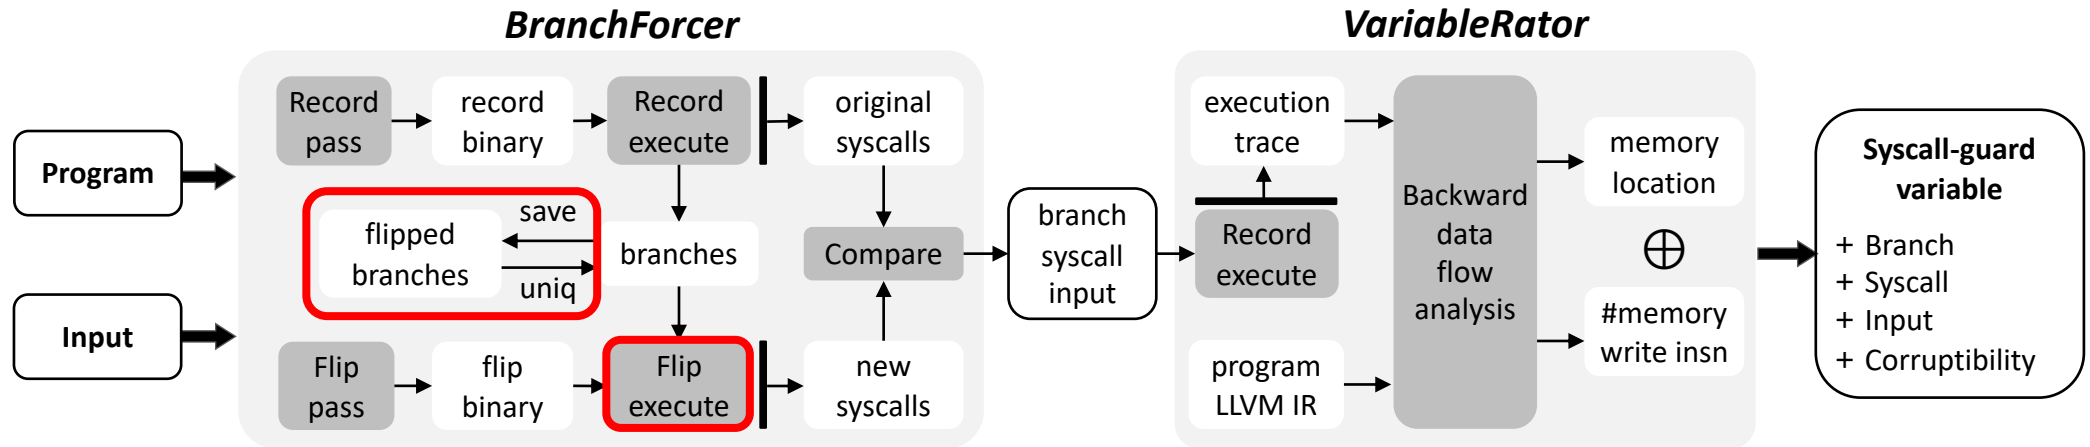 BranchForcer
VariableRator
Program
Input
Record
pass
record
binary
Record
execute
original
syscalls
flipped
branches
save
uniq
branches
Compare
Flip
pass
flip
binary
Flip
execute
new
syscalls
branch
syscall
input
execution
trace
Record
execute
program
LLVM IR
Backward
data
flow
analysis
memory
location
#memory
write insn
Syscall-guard
variable
+ Branch
+ Syscall
+ Input
+ Corruptibility